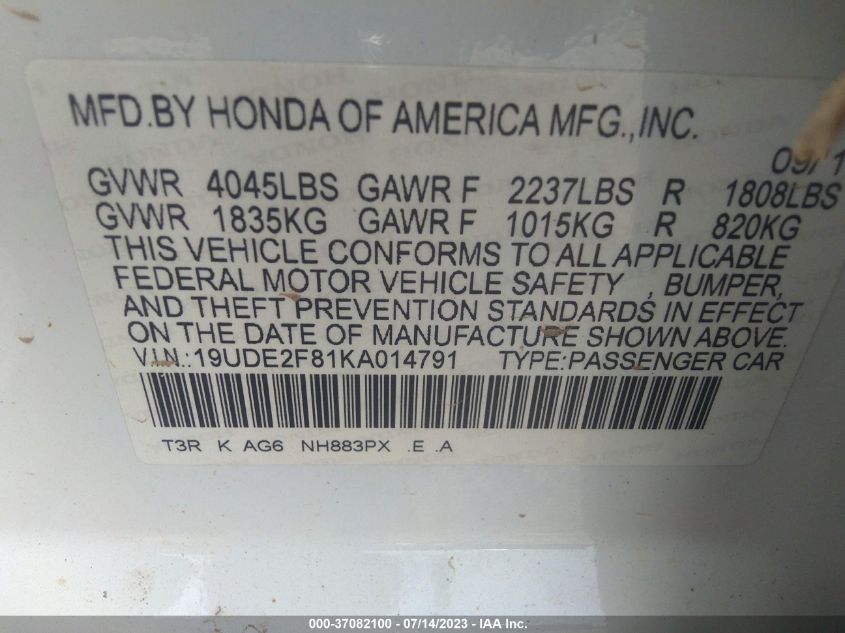 MFD.BY HONDA OF AMERICA MFG.,INC.
09/1
GVWR 4045LBS GAWR F 2237LBS R 1808LBS
GVWR 1835KG GAWR F 1015KG R 820KG
THIS VEHICLE CONFORMS TO ALL APPLICABLE
FEDERAL MOTOR VEHICLE SAFETY , BUMPER,
AND THEFT PREVENTION STANDARDS IN EFFECT
ON THE DATE OF MANUFACTURE SHOWN ABOVE.
V.I.N.:19UDE2F81KA014791 TYPE:PASSENGER CAR
T3R K AG6 NH883PX .E .A
000-37082100 - 07/14/2023 - IAA Inc.